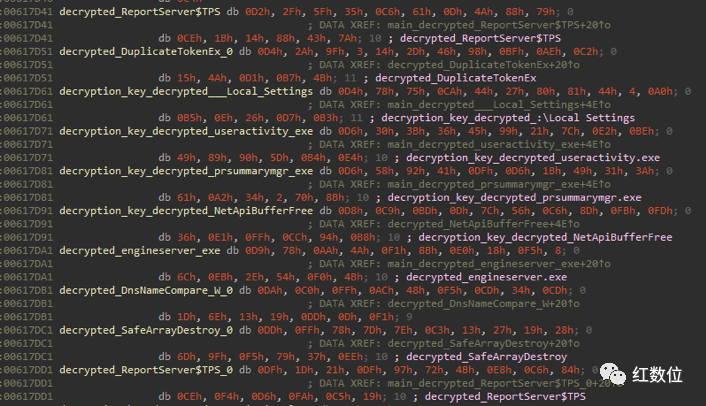 :00617D41 decrypted_ReportServer$TPS db 0D2h, 2Fh, 5Fh, 35h, 0C6h, 61h, 0Dh, 4Ah, 88h, 79h; 0
:00617D41 ; DATA XREF: main_decrypted_ReportServer$TPS+20↑o
:00617D41 db 0CEh, 1Bh, 14h, 88h, 43h, 7Ah; 10 ; decrypted_ReportServer$TPS
:00617D51 decrypted_DuplicateTokenEx_0 db 0D4h, 2Ah, 9Fh, 3, 14h, 2Dh, 46h, 98h, 0BFh, 0AEh, 0C2h; 0
:00617D51 ; DATA XREF: decrypted_DuplicateTokenEx+20↑o
:00617D51 db 15h, 4Ah, 0D1h, 0B7h, 4Bh; 11 ; decrypted_DuplicateTokenEx
:00617D61 decryption_key_decrypted___Local_Settings db 0D4h, 78h, 75h, 0CAh, 44h, 27h, 80h, 81h, 44h, 4, 0A0h; 0
:00617D61 ; DATA XREF: main_decrypted___Local_Settings+4E↑o
:00617D61 db 0B5h, 0Eh, 26h, 0D7h, 0B3h; 11 ; decryption_key_decrypted_:\Local Settings
:00617D71 decryption_key_decrypted_useractivity_exe db 0D6h, 30h, 3Bh, 36h, 45h, 99h, 21h, 7Ch, 0E2h, 0BEh; 0
:00617D71 ; DATA XREF: main_decrypted_useractivity_exe+4E↑o
:00617D71 db 49h, 89h, 90h, 5Dh, 0B4h, 0E4h; 10 ; decryption_key_decrypted_useractivity.exe
:00617D81 decryption_key_decrypted_prsummarymgr_exe db 0D6h, 58h, 92h, 41h, 0DFh, 0D6h, 1Bh, 49h, 31h, 3Ah; 0
:00617D81 ; DATA XREF: main_decrypted_prsummarymgr_exe+4E↑o
:00617D81 db 61h, 0A2h, 34h, 2, 70h, 8Bh; 10 ; decryption_key_decrypted_prsummarymgr.exe
:00617D91 decryption_key_decrypted_NetApiBufferFree db 0D8h, 0C9h, 0BDh, 0Dh, 7Ch, 56h, 0C6h, 8Dh, 0FBh, 0FDh; 0
:00617D91 ; DATA XREF: decrypted_NetApiBufferFree+4E↑o
:00617D91 db 36h, 0E1h, 0FFh, 0CCh, 94h, 0B8h; 10 ; decryption_key_decrypted_NetApiBufferFree
:00617DA1 decrypted_engineserver_exe db 0D9h, 78h, 0AAh, 4Ah, 0F1h, 8Bh, 0E0h, 18h, 0F5h, 8; 0
:00617DA1 ; DATA XREF: main_decrypted_engineserver_exe+20↑o
:00617DA1 db 6Ch, 0EBh, 2Eh, 54h, 0F0h, 4Bh; 10 ; decrypted_engineserver.exe
:00617DB1 decrypted_DnsNameCompare_W_0 db 0DAh, 0C0h, 0FFh, 0ACh, 48h, 0F5h, 0CDh, 34h, 0CDh; 0
:00617DB1 ; DATA XREF: decrypted_DnsNameCompare_W+20↑o
:00617DB1 db 1Dh, 6Eh, 13h, 19h, 0DDh, 0Dh, 0F1h; 9
:00617DC1 decrypted_SafeArrayDestroy_0 db 0DDh, 0FFh, 78h, 7Dh, 7Eh, 0C3h, 13h, 27h, 19h, 28h; 0
:00617DC1 ; DATA XREF: decrypted_SafeArrayDestroy+20↑o
:00617DC1 db 6Dh, 9Fh, 0F5h, 79h, 37h, 0EEh; 10 ; decrypted_SafeArrayDestroy
:00617DD1 decrypted_ReportServer$TPS_0 db 0DFh, 1Dh, 21h, 0DFh, 97h, 72h, 4Bh, 0E8h, 0C6h, 84h; 0
:00617DD1 ; DATA XREF: main_decrypted_ReportServer$TPS_0+20↑o
:00617DD1 db 0CEh, 0F4h, 0D6h, 0FAh, 0C5h, 19h; 10 ; decrypted_ReportServer$TPS
红数位